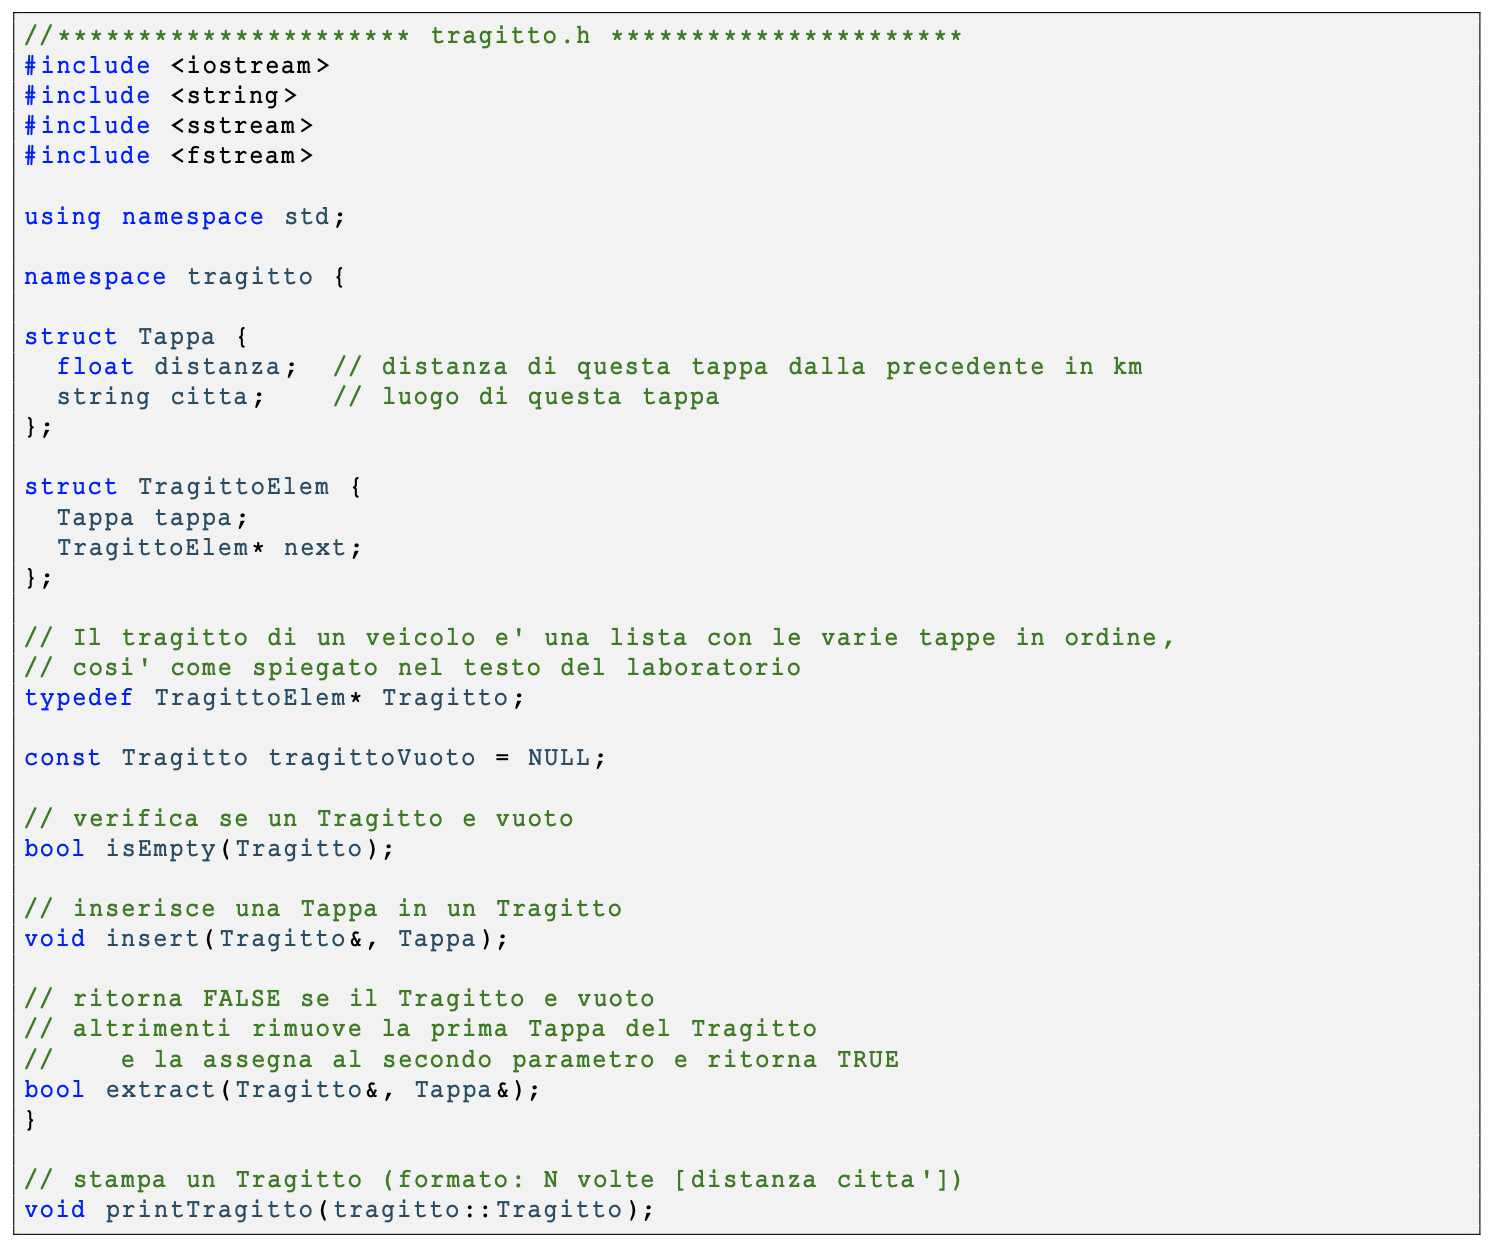 //********************** tragitto.h **********************
#include <iostream>
#include <string>
#include <sstream>
#include <fstream>

using namespace std;

namespace tragitto {

struct Tappa {
  float distanza;  // distanza di questa tappa dalla precedente in km
  string citta;    // luogo di questa tappa
};

struct TragittoElem {
  Tappa tappa;
  TragittoElem* next;
};

// Il tragitto di un veicolo e' una lista con le varie tappe in ordine,
// cosi' come spiegato nel testo del laboratorio
typedef TragittoElem* Tragitto;

const Tragitto tragittoVuoto = NULL;

// verifica se un Tragitto e vuoto
bool isEmpty(Tragitto);

// inserisce una Tappa in un Tragitto
void insert(Tragitto&, Tappa);

// ritorna FALSE se il Tragitto e vuoto
// altrimenti rimuove la prima Tappa del Tragitto
//    e la assegna al secondo parametro e ritorna TRUE
bool extract(Tragitto&, Tappa&);
}

// stampa un Tragitto (formato: N volte [distanza citta'])
void printTragitto(tragitto::Tragitto);